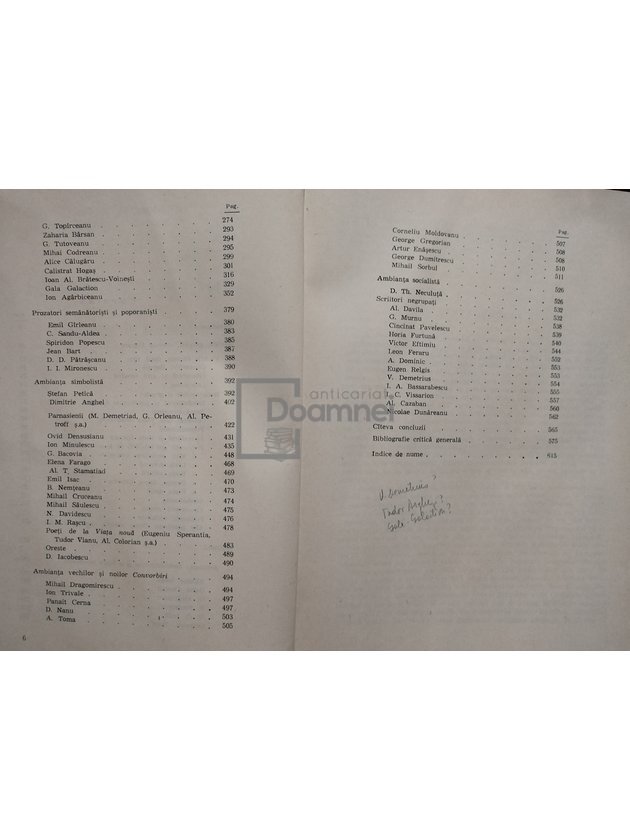 Pag.
G. Topîrceanu . . . . . . . . . 274
Zaharia Bârsan . . . . . . . . . 293
G. Tutoveanu . . . . . . . . . 294
Mihai Codreanu . . . . . . . . . 295
Alice Călugăru . . . . . . . . . 299
Calistrat Hogaș . . . . . . . . . 301
Ioan Al. Brătescu-Voinești . . . . . . 316
Gala Galaction . . . . . . . . . 329
Ion Agârbiceanu . . . . . . . . . 352
Prozatori semănătoriști și poporaniști . . . . 379
Emil Gîrleanu . . . . . . . . . 380
C. Sandu-Aldea . . . . . . . . . 383
Spiridon Popescu . . . . . . . . . 385
Jean Bart . . . . . . . . . 387
D. D. Pătrășcanu . . . . . . . . . 388
I. I. Mironescu . . . . . . . . . 390
Ambianța simbolistă . . . . . . . . . 392
Ștefan Petică . . . . . . . . . 392
Dimitrie Anghel . . . . . . . . . 402
Parnasienii (M. Demetriad, G. Orleanu, Al. Pe-
troff ș.a.) . . . . . . . . . 422
Ovid Densusianu . . . . . . . . . 431
Ion Minulescu . . . . . . . . . 435
G. Bacovia . . . . . . . . . 448
Elena Farago . . . . . . . . . 468
Al. T. Stamatiad . . . . . . . . . 469
Emil Isac . . . . . . . . . 470
B. Nemțeanu . . . . . . . . . 473
Mihail Cruceanu . . . . . . . . . 474
Mihail Săulescu . . . . . . . . . 475
N. Davidescu . . . . . . . . . 476
I. M. Rașcu . . . . . . . . . 478
Poeți de la Viața nouă (Eugeniu Sperantia,
Tudor Vianu, Al. Colorian ș.a.) . . . . . 483
Oreste . . . . . . . . . 489
D. Iacobescu . . . . . . . . . 490
Ambianța vechilor și noilor Convorbiri . . . . 494
Mihail Dragomirescu . . . . . . . . . 494
Ion Trivale . . . . . . . . . 497
Panait Cerna . . . . . . . . . 497
D. Nanu . . . . . . . . . 503
A. Toma . . . . . . . . . 505
6
Pag.
Corneliu Moldovanu . . . . . . . . . 507
George Gregorian . . . . . . . . . 508
Artur Enășescu . . . . . . . . . 508
George Dumitrescu . . . . . . . . . 510
Mihail Sorbul . . . . . . . . . 511
Ambianța socialistă . . . . . . . . . 526
D. Th. Neculuță . . . . . . . . . 526
Scriitori negrupați . . . . . . . . . 532
Al. Davila . . . . . . . . . 532
G. Murnu . . . . . . . . . 538
Cincinat Pavelescu . . . . . . . . . 539
Horia Furtună . . . . . . . . . 540
Victor Eftimiu . . . . . . . . . 544
Leon Feraru . . . . . . . . . 552
A. Dominic . . . . . . . . . 553
Eugen Relgis . . . . . . . . . 553
V. Demetrius . . . . . . . . . 554
I. A. Bassarabescu . . . . . . . . . 555
I. C. Vissarion . . . . . . . . . 557
Al. Cazaban . . . . . . . . . 560
Nicolae Dunăreanu . . . . . . . . . 562
Cîteva concluzii . . . . . . . . . 565
Bibliografie critică generală . . . . . . . 575
Indice de nume . . . . . . . . . 615
Tudor Arghezi?
Gala Galaction?
anticariat
Doamnei